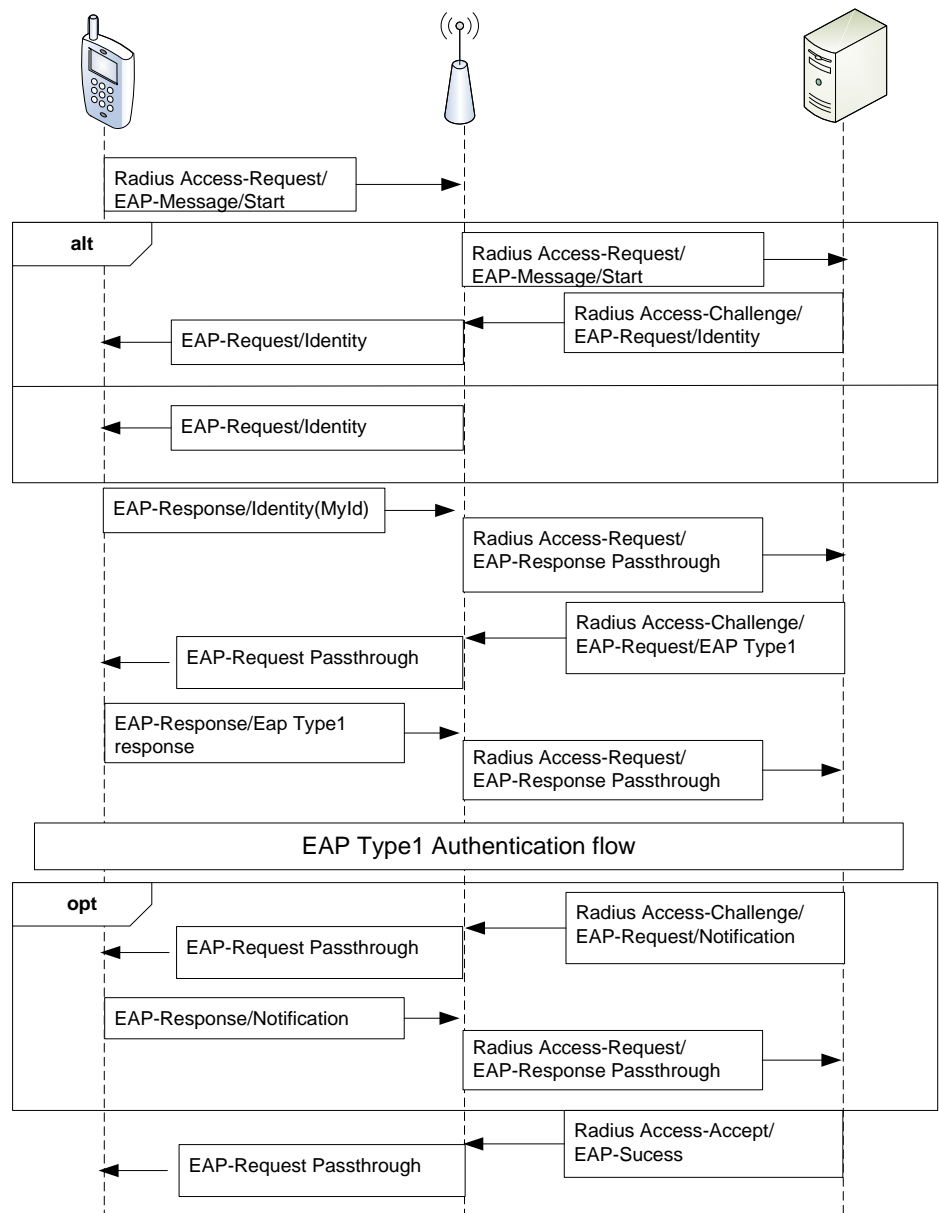 Radius Access-Request/
EAP-Message/Start
alt
Radius Access-Request/
EAP-Message/Start
Radius Access-Challenge/
EAP-Request/Identity
EAP-Request/Identity
EAP-Request/Identity
EAP-Response/Identity(MyId)
Radius Access-Request/
EAP-Response Passthrough
Radius Access-Challenge/
EAP-Request/EAP Type1
EAP-Request Passthrough
EAP-Response/Eap Type1
response
Radius Access-Request/
EAP-Response Passthrough
EAP Type1 Authentication flow
opt
Radius Access-Challenge/
EAP-Request/Notification
EAP-Request Passthrough
EAP-Response/Notification
Radius Access-Request/
EAP-Response Passthrough
Radius Access-Accept/
EAP-Sucess
EAP-Request Passthrough